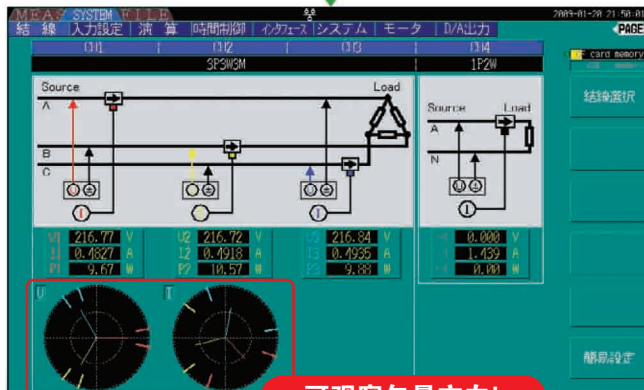 MEAS SYSTEM FILE
2009-01-20 21:50:01
結 線 入力設定 演 算 時間制御 インタフェース システム モータ D/A出力
PAGE
CH1 CH2 CH3 CH4
CF card memory
3P3W3M 1P2W
Source Load
結線選択
A
Source Load
A
B
C
N
U ± U ± U ± U ±
I I I I
U1 216.77 V U2 216.72 V U3 216.84 V 0.000 V
I1 0.4827 A I2 0.4918 A I3 0.4935 A 1.439 A
P1 9.67 W P2 10.57 W P3 9.88 W 0.00 W
U I
簡易設定